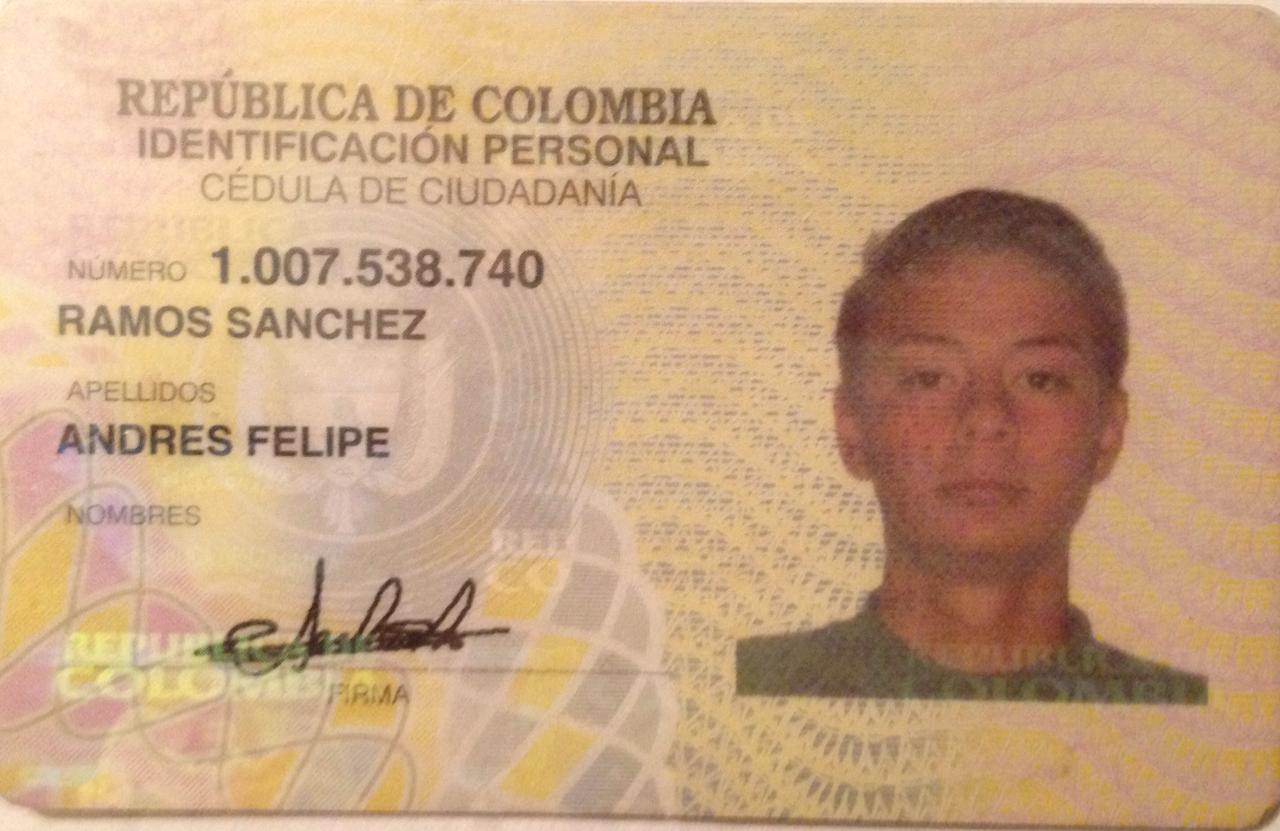 REPÚBLICA DE COLOMBIA
IDENTIFICACIÓN PERSONAL
CÉDULA DE CIUDADANÍA
NÚMERO 1.007.538.740
RAMOS SANCHEZ
APELLIDOS
ANDRES FELIPE
NOMBRES
REPUBLICA DE
COLOMBIA
FIRMA